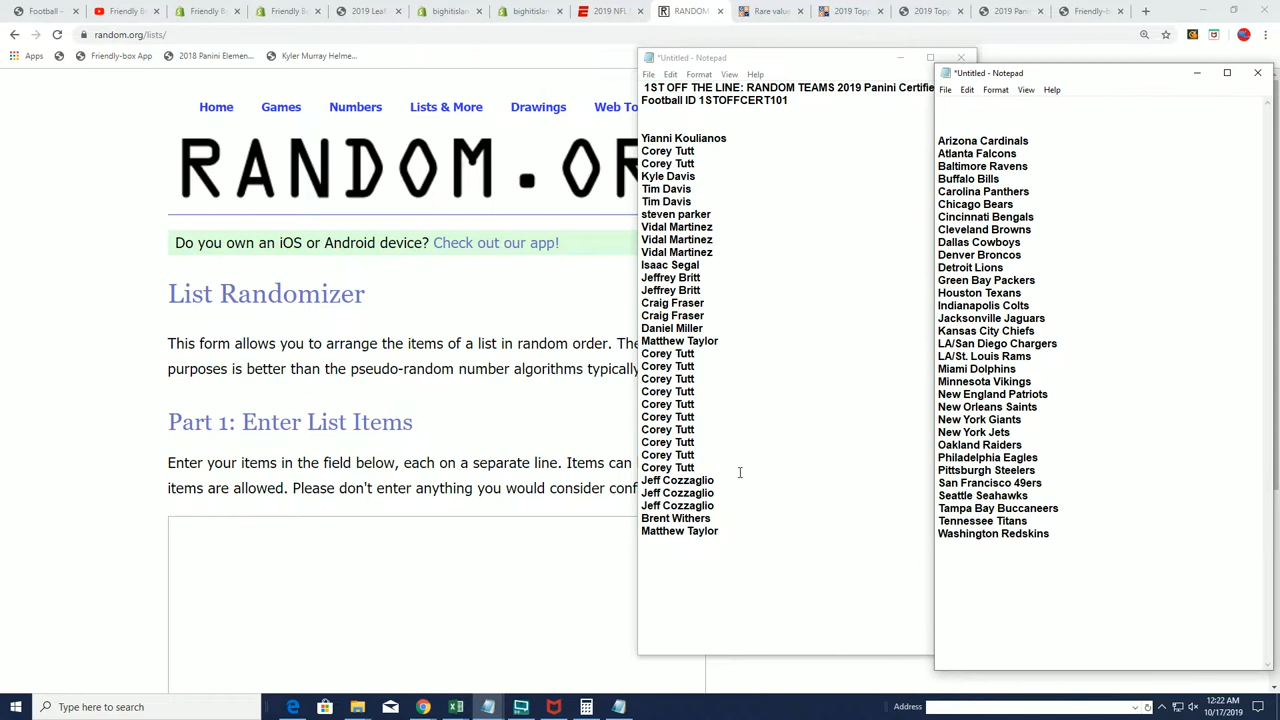 Football -
Friendly B
Friendly B
Friendly B
2019 Leaf
bighitislan
bighitislan
2019 NFL S
RANDOM
Rare value
2019 Topp
2019 Topp
2019 Panin
Friendly-b
random.org/lists/
Apps
Friendly-box App
2018 Panini Elemen...
Kyler Murray Helme...
Home
Games
Numbers
Lists & More
Drawings
Web To
RANDOM.OR
Do you own an iOS or Android device? Check out our app!
List Randomizer
This form allows you to arrange the items of a list in random order. The
purposes is better than the pseudo-random number algorithms typically
Part 1: Enter List Items
Enter your items in the field below, each on a separate line. Items can
items are allowed. Please don't enter anything you would consider conf
*Untitled - Notepad
File Edit Format View Help
1ST OFF THE LINE: RANDOM TEAMS 2019 Panini Certifie
Football ID 1STOFFCERT101
Yianni Koulianos
Corey Tutt
Corey Tutt
Kyle Davis
Tim Davis
Tim Davis
steven parker
Vidal Martinez
Vidal Martinez
Vidal Martinez
Isaac Segal
Jeffrey Britt
Jeffrey Britt
Craig Fraser
Craig Fraser
Daniel Miller
Matthew Taylor
Corey Tutt
Corey Tutt
Corey Tutt
Corey Tutt
Corey Tutt
Corey Tutt
Corey Tutt
Corey Tutt
Corey Tutt
Corey Tutt
Jeff Cozzaglio
Jeff Cozzaglio
Jeff Cozzaglio
Brent Withers
Matthew Taylor
*Untitled - Notepad
File Edit Format View Help
Arizona Cardinals
Atlanta Falcons
Baltimore Ravens
Buffalo Bills
Carolina Panthers
Chicago Bears
Cincinnati Bengals
Cleveland Browns
Dallas Cowboys
Denver Broncos
Detroit Lions
Green Bay Packers
Houston Texans
Indianapolis Colts
Jacksonville Jaguars
Kansas City Chiefs
LA/San Diego Chargers
LA/St. Louis Rams
Miami Dolphins
Minnesota Vikings
New England Patriots
New Orleans Saints
New York Giants
New York Jets
Oakland Raiders
Philadelphia Eagles
Pittsburgh Steelers
San Francisco 49ers
Seattle Seahawks
Tampa Bay Buccaneers
Tennessee Titans
Washington Redskins
Type here to search
Address
12:22 AM
10/17/2019